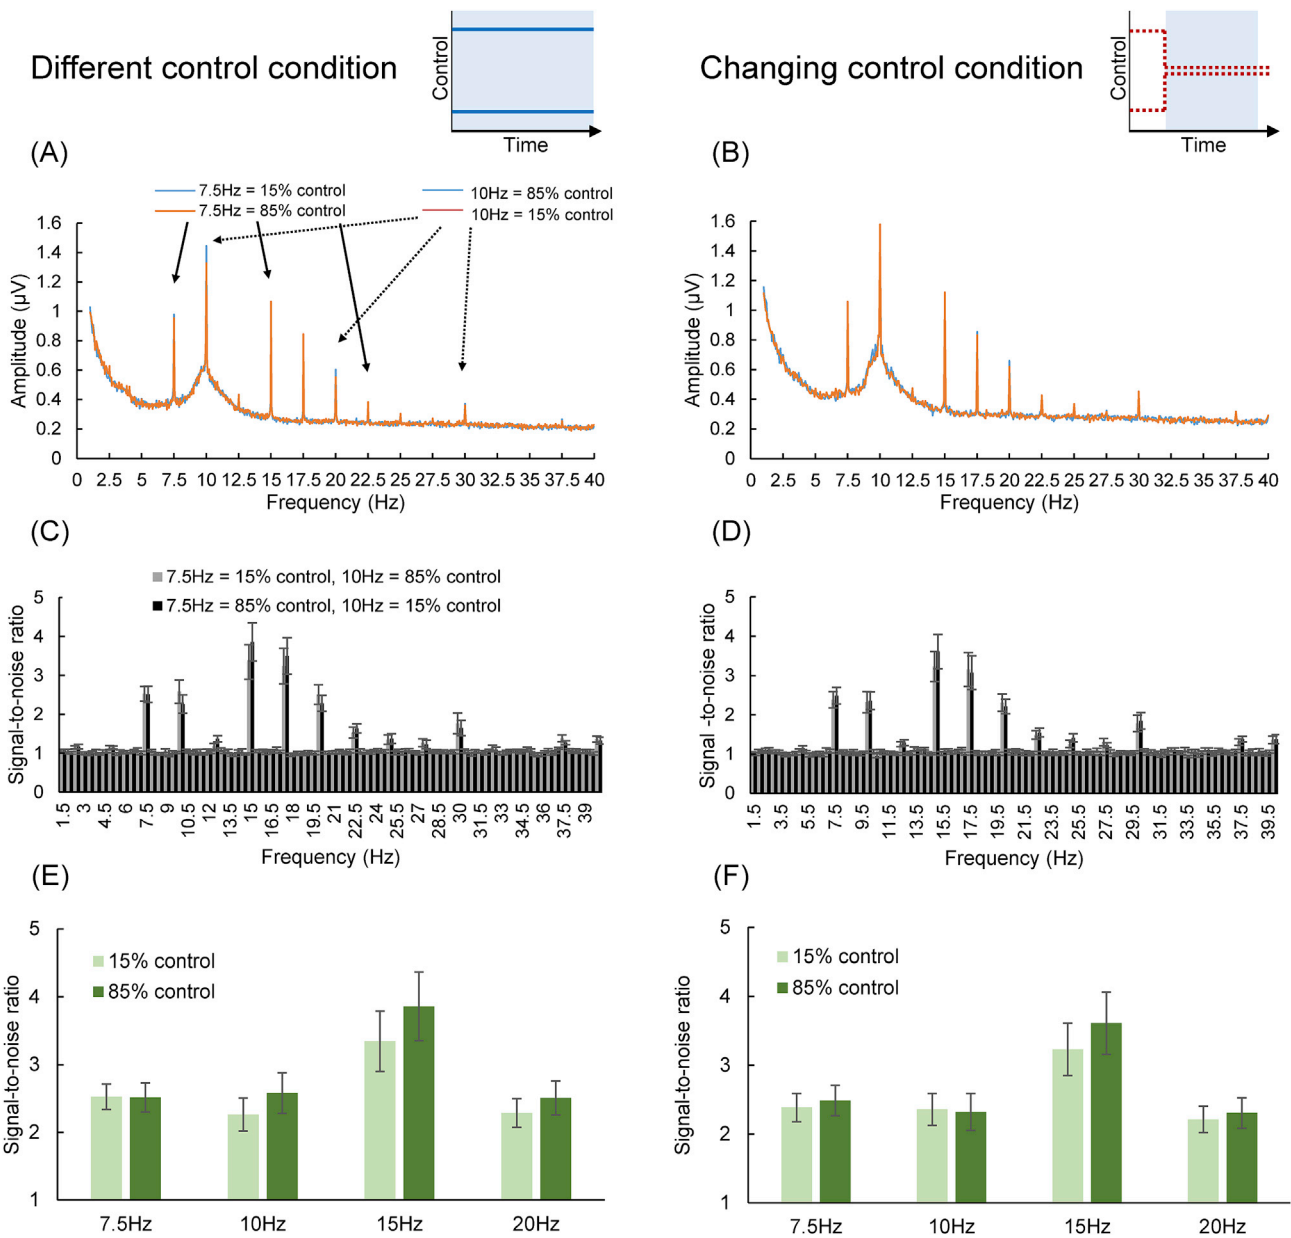 Different control condition
Control
Time
Changing control condition
Control
Time
(A)
7.5Hz = 15% control
7.5Hz = 85% control
10Hz = 85% control
10Hz = 15% control
Amplitude (μV)
1.6
1.4
1.2
1
0.8
0.6
0.4
0.2
0
0 2.5 5 7.5 10 12.5 15 17.5 20 22.5 25 27.5 30 32.5 35 37.5 40
Frequency (Hz)
(B)
Amplitude (μV)
1.6
1.4
1.2
1
0.8
0.6
0.4
0.2
0
0 2.5 5 7.5 10 12.5 15 17.5 20 22.5 25 27.5 30 32.5 35 37.5 40
Frequency (Hz)
(C)
7.5Hz = 15% control, 10Hz = 85% control
7.5Hz = 85% control, 10Hz = 15% control
Signal-to-noise ratio
5
4
3
2
1
0
1.5 3 4.5 6 7.5 9 10.5 12 13.5 15 16.5 18 19.5 21 22.5 24 25.5 27 28.5 30 31.5 33 34.5 36 37.5 39
Frequency (Hz)
(D)
Signal -to-noise ratio
5
4
3
2
1
0
1.5 3.5 5.5 7.5 9.5 11.5 13.5 15.5 17.5 19.5 21.5 23.5 25.5 27.5 29.5 31.5 33.5 35.5 37.5 39.5
Frequency (Hz)
(E)
15% control
85% control
Signal-to-noise ratio
5
4
3
2
1
7.5Hz 10Hz 15Hz 20Hz
(F)
15% control
85% control
Signal-to-noise ratio
5
4
3
2
1
7.5Hz 10Hz 15Hz 20Hz